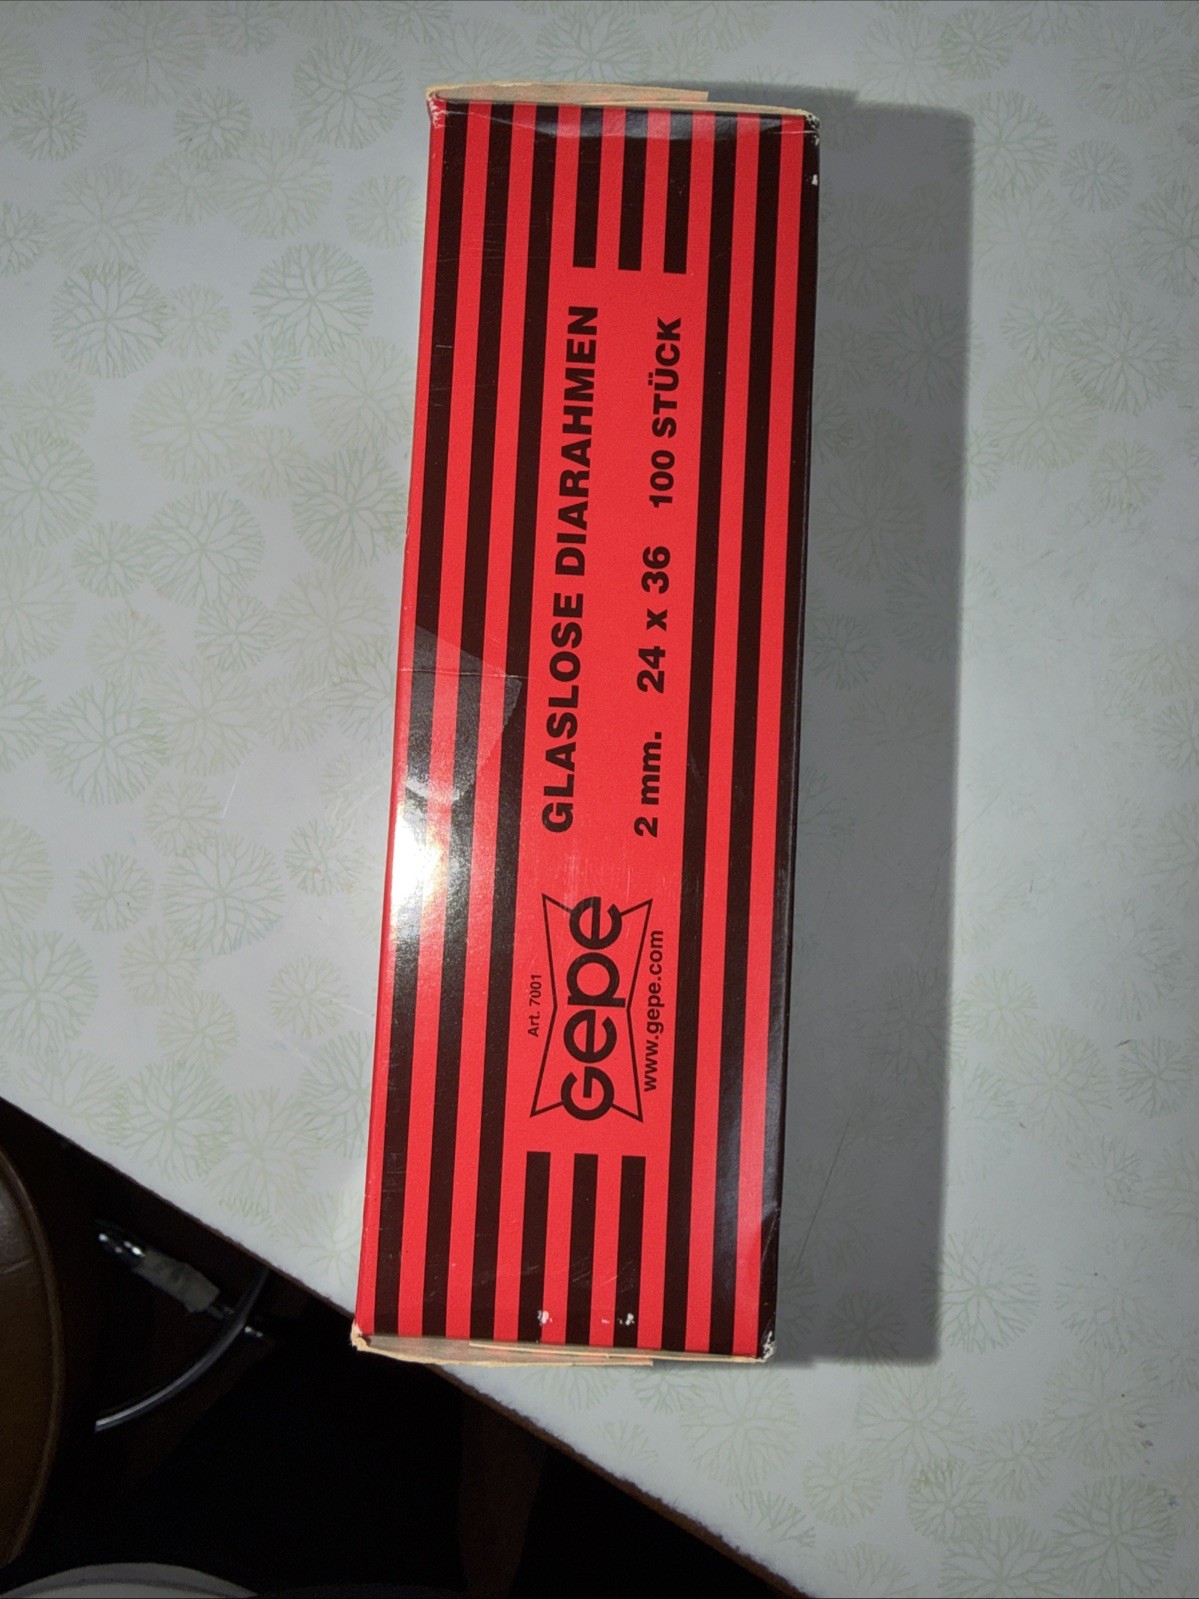 GLASLOSE DIARAHMEN
2 mm. 24 x 36 100 STÜCK
Art. 7001
Gepe
www.gepe.com